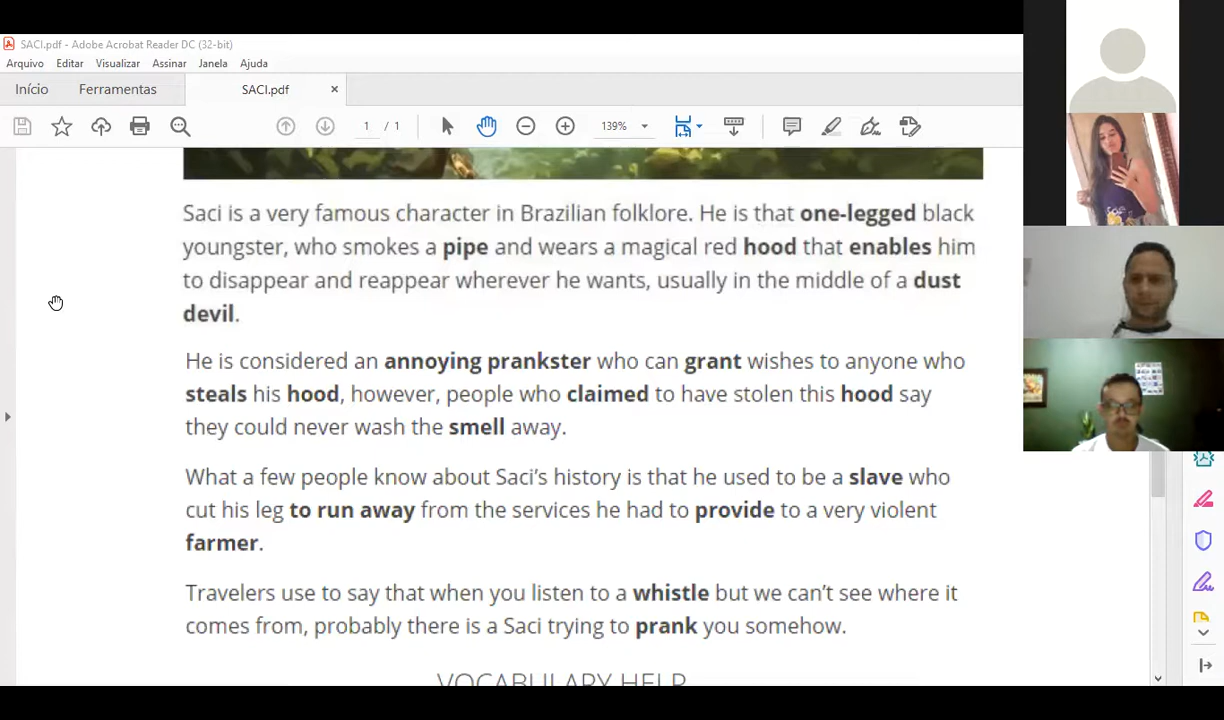 SACI.pdf - Adobe Acrobat Reader DC (32-bit)
Arquivo Editar Visualizar Assinar Janela Ajuda
Início Ferramentas SACI.pdf ×
1 / 1 139%
Saci is a very famous character in Brazilian folklore. He is that one-legged black
youngster, who smokes a pipe and wears a magical red hood that enables him
to disappear and reappear wherever he wants, usually in the middle of a dust
devil.
He is considered an annoying prankster who can grant wishes to anyone who
steals his hood, however, people who claimed to have stolen this hood say
they could never wash the smell away.
What a few people know about Saci’s history is that he used to be a slave who
cut his leg to run away from the services he had to provide to a very violent
farmer.
Travelers use to say that when you listen to a whistle but we can’t see where it
comes from, probably there is a Saci trying to prank you somehow.
VOCABULARY HELP